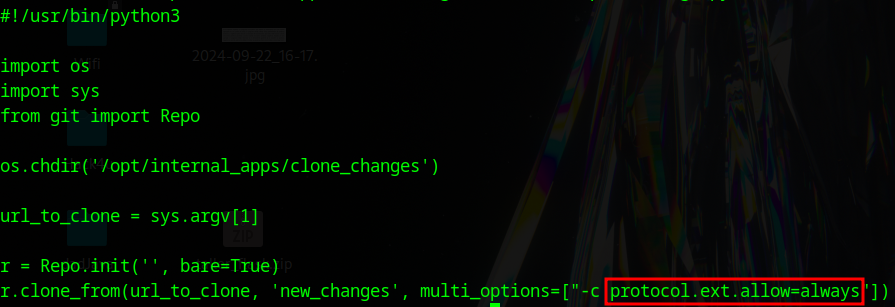 #!/usr/bin/python3
import os
import sys
from git import Repo
os.chdir('/opt/internal_apps/clone_changes')
url_to_clone = sys.argv[1]
r = Repo.init('', bare=True)
r.clone_from(url_to_clone, 'new_changes', multi_options=["-c protocol.ext.allow=always"])
2024-09-22_16-17.
jpg